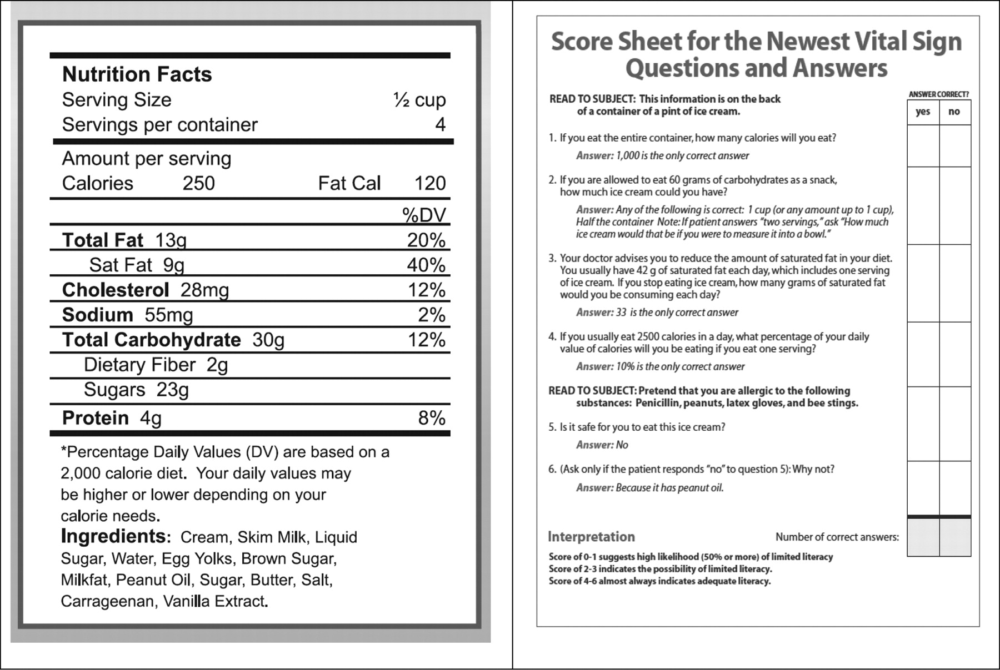 Nutrition Facts
Serving Size ½ cup
Servings per container 4
Amount per serving
Calories 250 Fat Cal 120
%DV
Total Fat 13g 20%
Sat Fat 9g 40%
Cholesterol 28mg 12%
Sodium 55mg 2%
Total Carbohydrate 30g 12%
Dietary Fiber 2g
Sugars 23g
Protein 4g 8%
*Percentage Daily Values (DV) are based on a
2,000 calorie diet. Your daily values may
be higher or lower depending on your
calorie needs.
Ingredients: Cream, Skim Milk, Liquid
Sugar, Water, Egg Yolks, Brown Sugar,
Milkfat, Peanut Oil, Sugar, Butter, Salt,
Carrageenan, Vanilla Extract.
Score Sheet for the Newest Vital Sign
Questions and Answers
ANSWER CORRECT?
yes no
READ TO SUBJECT: This information is on the back
of a container of a pint of ice cream.
1. If you eat the entire container, how many calories will you eat?
Answer: 1,000 is the only correct answer
2. If you are allowed to eat 60 grams of carbohydrates as a snack,
how much ice cream could you have?
Answer: Any of the following is correct: 1 cup (or any amount up to 1 cup),
Half the container Note: If patient answers "two servings," ask "How much
ice cream would that be if you were to measure it into a bowl."
3. Your doctor advises you to reduce the amount of saturated fat in your diet.
You usually have 42 g of saturated fat each day, which includes one serving
of ice cream. If you stop eating ice cream, how many grams of saturated fat
would you be consuming each day?
Answer: 33 is the only correct answer
4. If you usually eat 2500 calories in a day, what percentage of your daily
value of calories will you be eating if you eat one serving?
Answer: 10% is the only correct answer
READ TO SUBJECT: Pretend that you are allergic to the following
substances: Penicillin, peanuts, latex gloves, and bee stings.
5. Is it safe for you to eat this ice cream?
Answer: No
6. (Ask only if the patient responds "no" to question 5): Why not?
Answer: Because it has peanut oil.
Interpretation Number of correct answers:
Score of 0-1 suggests high likelihood (50% or more) of limited literacy
Score of 2-3 indicates the possibility of limited literacy.
Score of 4-6 almost always indicates adequate literacy.